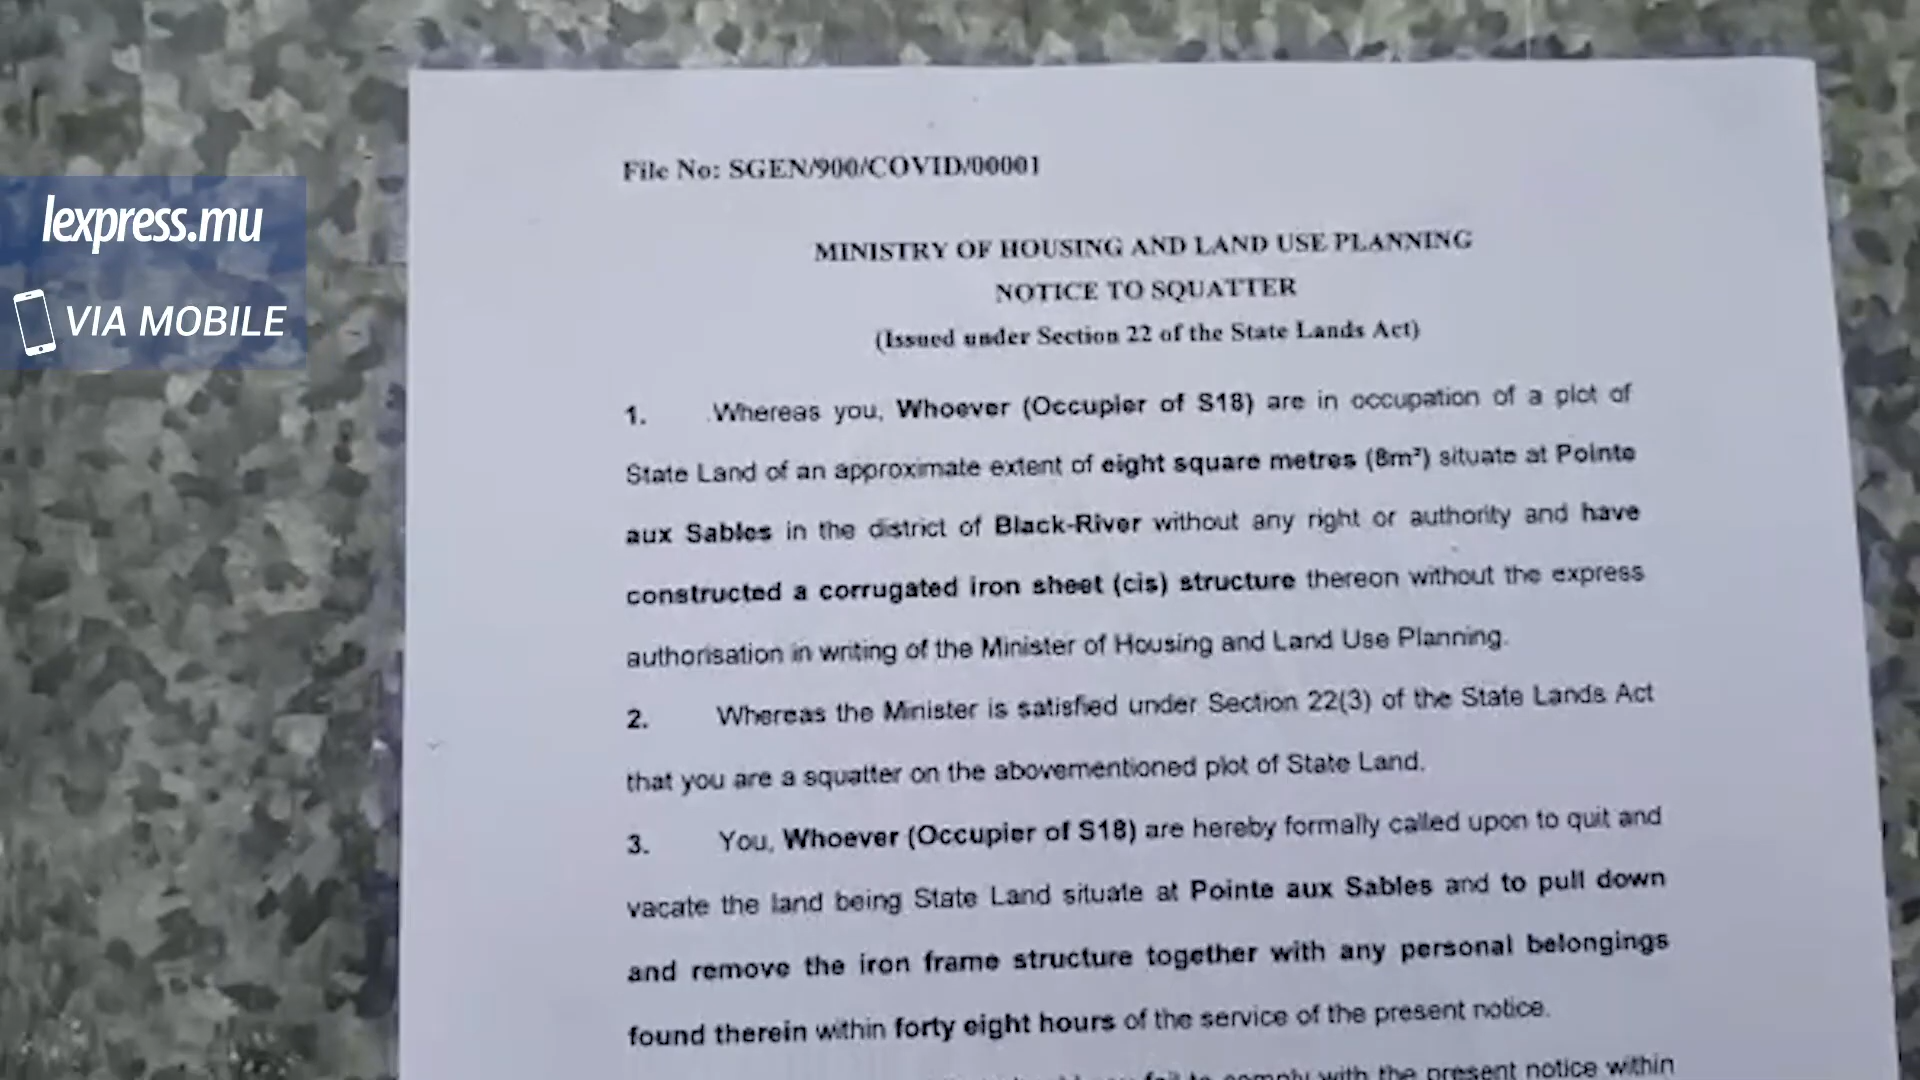 lexpress.mu
VIA MOBILE
File No: SGEN/900/COVID/00001
MINISTRY OF HOUSING AND LAND USE PLANNING
NOTICE TO SQUATTER
(Issued under Section 22 of the State Lands Act)
1. Whereas you, Whoever (Occupier of S18) are in occupation of a plot of
State Land of an approximate extent of eight square metres (8m²) situate at Pointe
aux Sables in the district of Black-River without any right or authority and have
constructed a corrugated iron sheet (cis) structure thereon without the express
authorisation in writing of the Minister of Housing and Land Use Planning.
2. Whereas the Minister is satisfied under Section 22(3) of the State Lands Act
that you are a squatter on the abovementioned plot of State Land.
3. You, Whoever (Occupier of S18) are hereby formally called upon to quit and
vacate the land being State Land situate at Pointe aux Sables and to pull down
and remove the iron frame structure together with any personal belongings
found therein within forty eight hours of the service of the present notice.
to comply with the present notice within